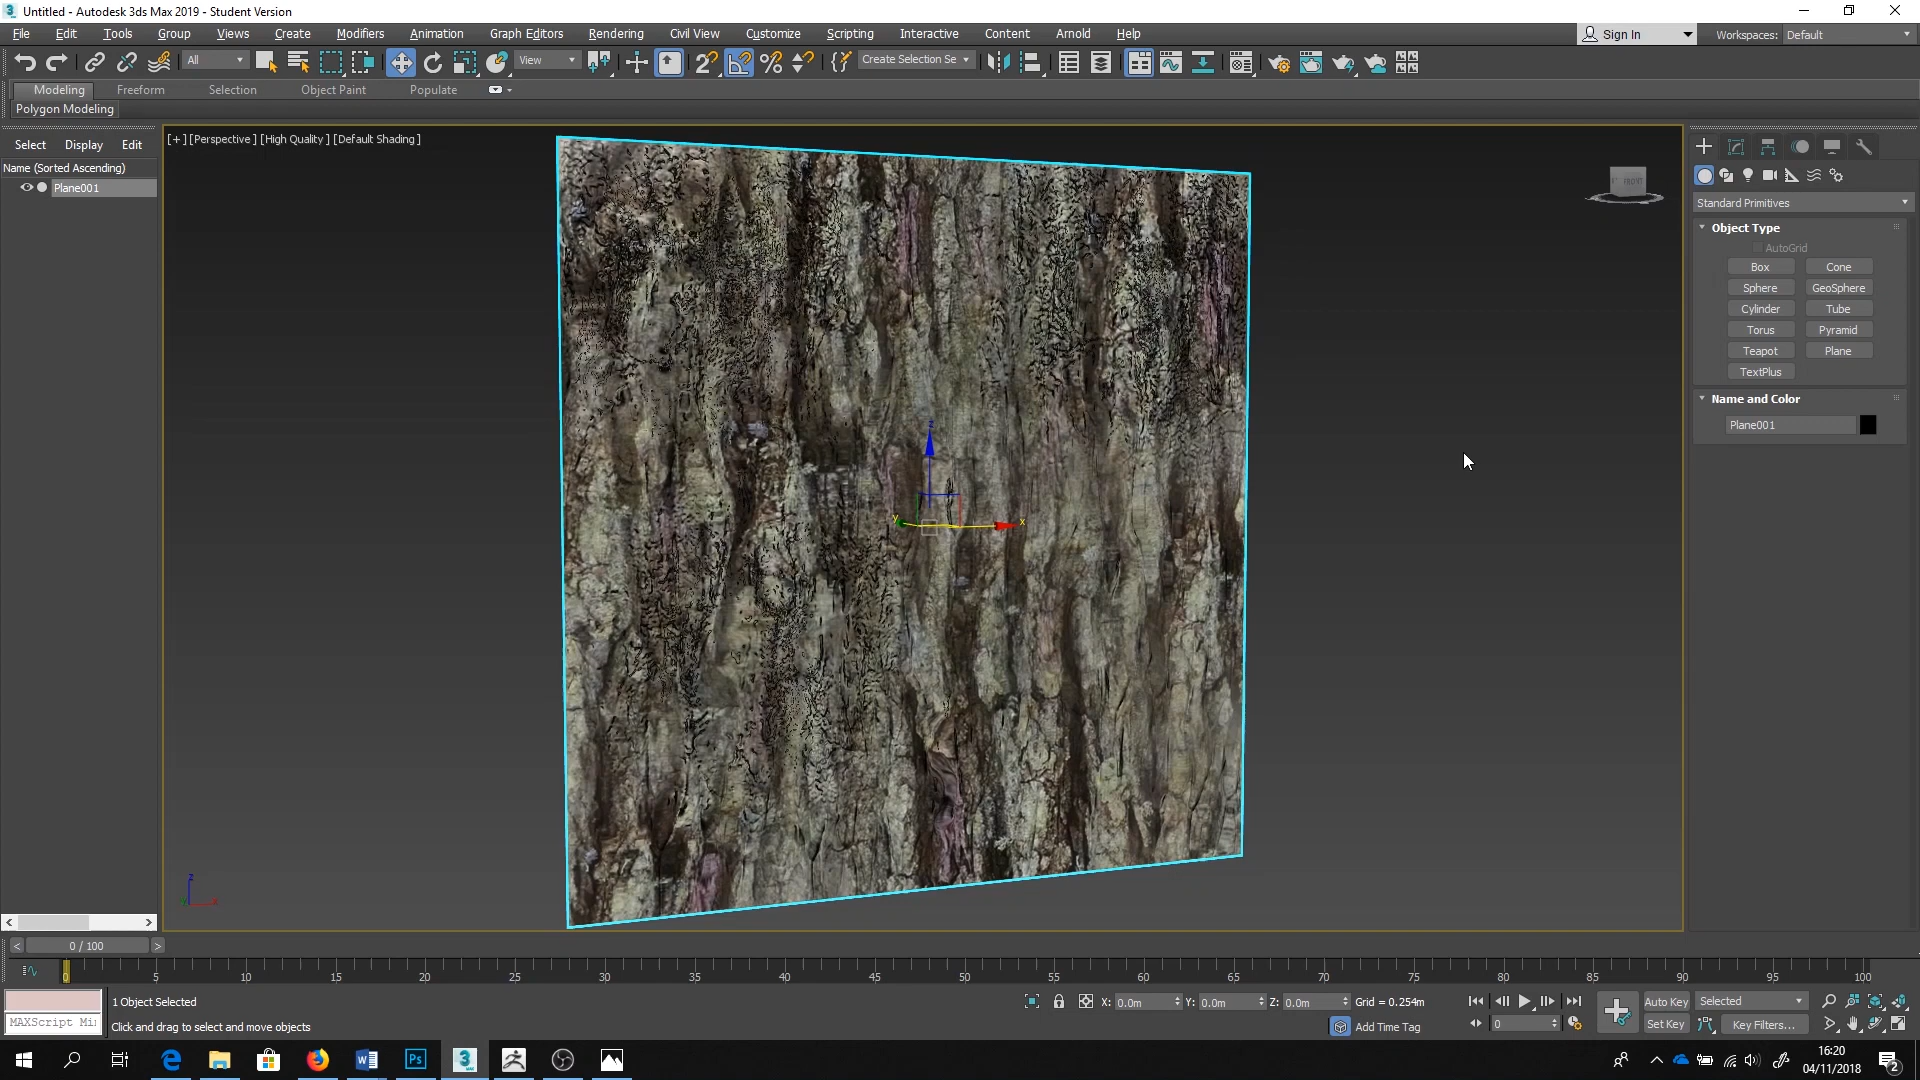 Untitled - Autodesk 3ds Max 2019 - Student Version
File Edit Tools Group Views Create Modifiers Animation Graph Editors Rendering Civil View Customize Scripting Interactive Content Arnold Help
Sign In
Workspaces: Default
All
View
Create Selection Se
Modeling Freeform Selection Object Paint Populate
Polygon Modeling
Select Display Edit
Name (Sorted Ascending)
Plane001
[+] [Perspective ] [High Quality ] [Default Shading ]
FRONT
z
y
x
z
y
x
Standard Primitives
Object Type
AutoGrid
Box Cone
Sphere GeoSphere
Cylinder Tube
Torus Pyramid
Teapot Plane
TextPlus
Name and Color
Plane001
< 0 / 100 >
0 5 10 15 20 25 30 35 40 45 50 55 60 65 70 75 80 85 90 95 100
1 Object Selected
X: 0.0m Y: 0.0m Z: 0.0m Grid = 0.254m
Auto Key Selected
MAXScript Mi
Click and drag to select and move objects
Add Time Tag
0
Set Key Key Filters...
16:20
04/11/2018
2